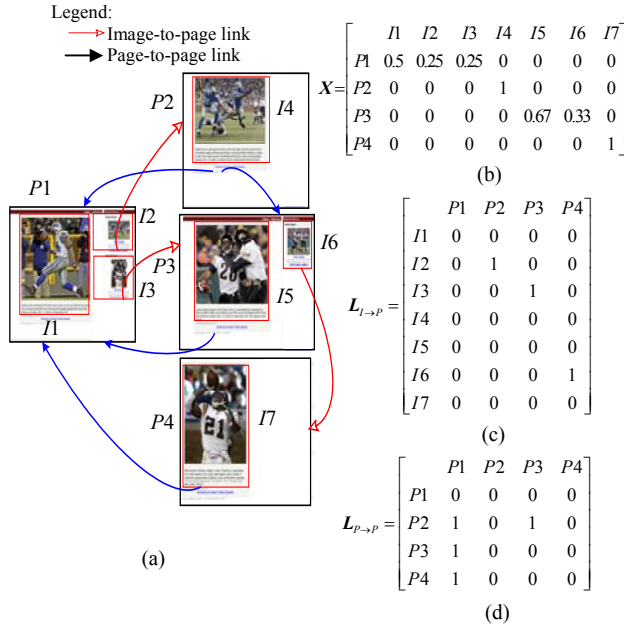 Legend:
Image-to-page link
Page-to-page link
P2
I4
P1
I2
I3
I1
P3
I6
I5
P4
I7
21
28
(a)
I1 I2 I3 I4 I5 I6 I7
P1 0.5 0.25 0.25 0 0 0 0
X= P2 0 0 0 1 0 0 0
P3 0 0 0 0 0.67 0.33 0
P4 0 0 0 0 0 0 1
(b)
P1 P2 P3 P4
I1 0 0 0 0
I2 0 1 0 0
I3 0 0 1 0
L I→P = I4 0 0 0 0
I5 0 0 0 0
I6 0 0 0 1
I7 0 0 0 0
(c)
P1 P2 P3 P4
P1 0 0 0 0
L P→P = P2 1 0 1 0
P3 1 0 0 0
P4 1 0 0 0
(d)